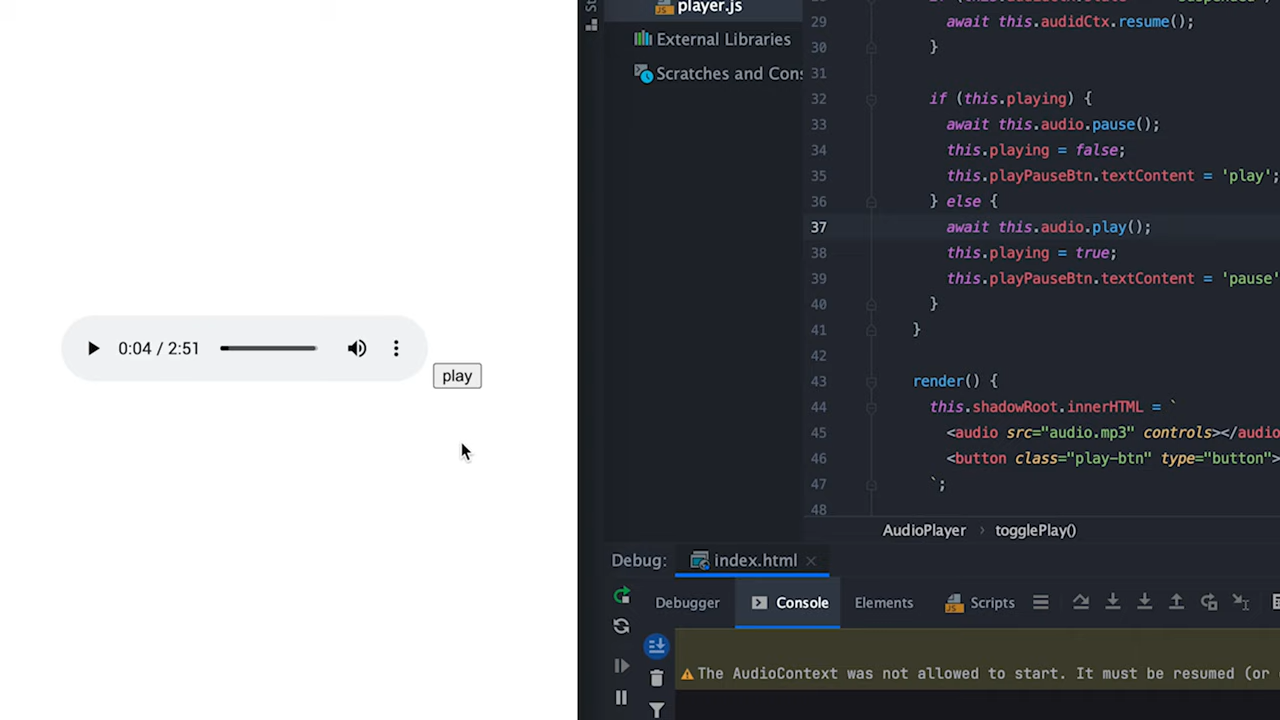 0:04 / 2:51
play
player.js
External Libraries
Scratches and Cons
29 await this.audidCtx.resume();
30 }
31
32 if (this.playing) {
33 await this.audio.pause();
34 this.playing = false;
35 this.playPauseBtn.textContent = 'play';
36 } else {
37 await this.audio.play();
38 this.playing = true;
39 this.playPauseBtn.textContent = 'pause'
40 }
41 }
42
43 render() {
44 this.shadowRoot.innerHTML = `
45 <audio src="audio.mp3" controls></audio
46 <button class="play-btn" type="button">
47 `;
48
AudioPlayer › togglePlay()
Debug: index.html
Debugger Console Elements Scripts
The AudioContext was not allowed to start. It must be resumed (or